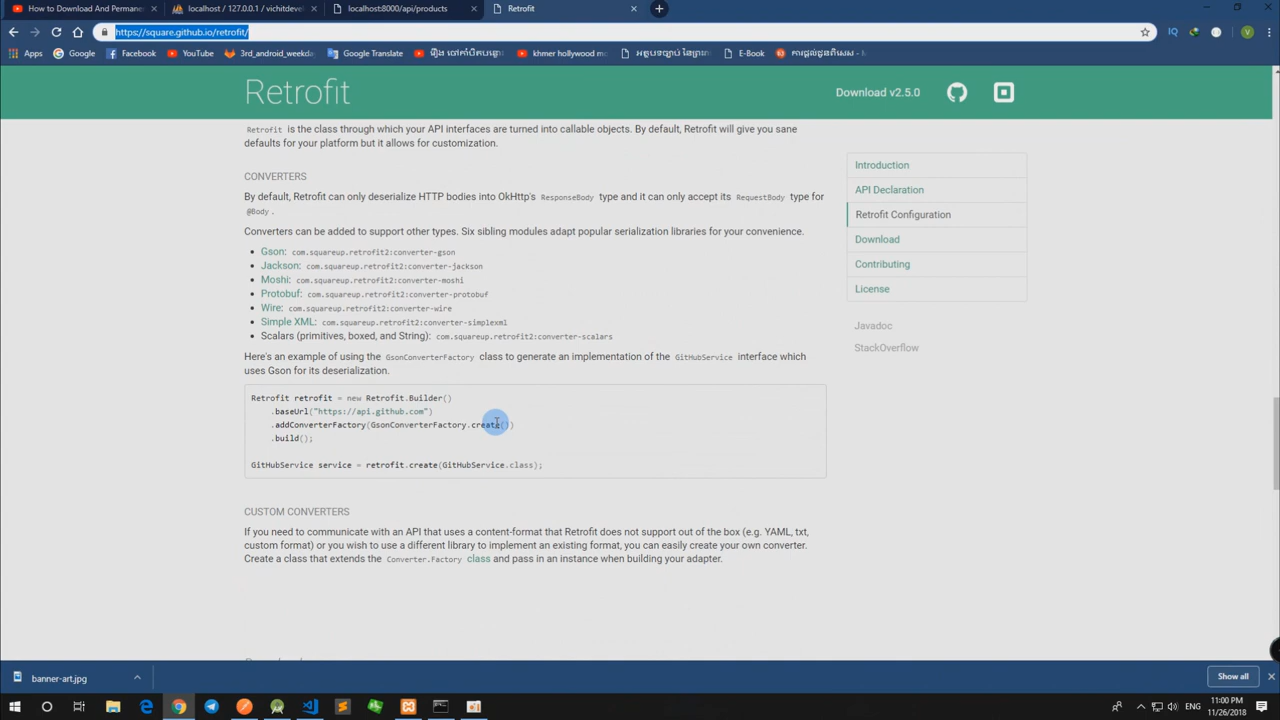 How to Download And Permane
localhost / 127.0.0.1 / vichitdevel
localhost:8000/api/products
Retrofit
https://square.github.io/retrofit/
Apps
Google
Facebook
YouTube
3rd_android_weekda
Google Translate
រឿង ចៅកំបិតបន្ទោះ
khmer hollywood mo
E-Book
Retrofit
Download v2.5.0
Retrofit is the class through which your API interfaces are turned into callable objects. By default, Retrofit will give you sane
defaults for your platform but it allows for customization.
CONVERTERS
By default, Retrofit can only deserialize HTTP bodies into OkHttp's ResponseBody type and it can only accept its RequestBody type for
@Body.
Converters can be added to support other types. Six sibling modules adapt popular serialization libraries for your convenience.
• Gson: com.squareup.retrofit2:converter-gson
• Jackson: com.squareup.retrofit2:converter-jackson
• Moshi: com.squareup.retrofit2:converter-moshi
• Protobuf: com.squareup.retrofit2:converter-protobuf
• Wire: com.squareup.retrofit2:converter-wire
• Simple XML: com.squareup.retrofit2:converter-simplexml
• Scalars (primitives, boxed, and String): com.squareup.retrofit2:converter-scalars
Here's an example of using the GsonConverterFactory class to generate an implementation of the GitHubService interface which
uses Gson for its deserialization.
Retrofit retrofit = new Retrofit.Builder()
.baseUrl("https://api.github.com")
.addConverterFactory(GsonConverterFactory.create())
.build();
GitHubService service = retrofit.create(GitHubService.class);
CUSTOM CONVERTERS
If you need to communicate with an API that uses a content-format that Retrofit does not support out of the box (e.g. YAML, txt,
custom format) or you wish to use a different library to implement an existing format, you can easily create your own converter.
Create a class that extends the Converter.Factory class and pass in an instance when building your adapter.
Introduction
API Declaration
Retrofit Configuration
Download
Contributing
License
Javadoc
StackOverflow
banner-art.jpg
Show all
ENG
11:00 PM
11/26/2018